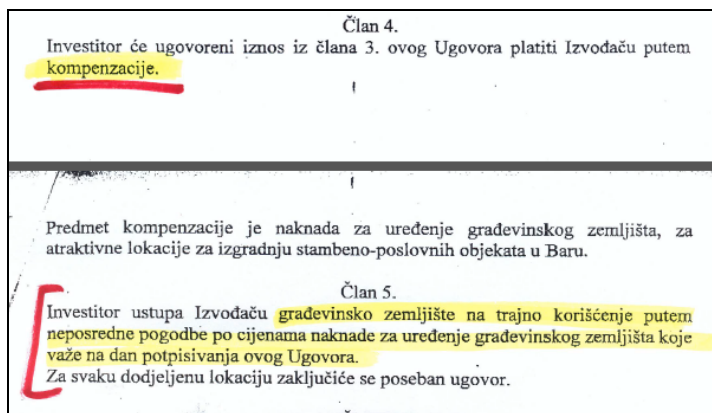 Član 4.
Investitor će ugovoreni iznos iz člana 3. ovog Ugovora platiti Izvođaču putem
kompenzacije.
Predmet kompenzacije je naknada za uređenje građevinskog zemljišta, za
atraktivne lokacije za izgradnju stambeno-poslovnih objekata u Baru.
Član 5.
Investitor ustupa Izvođaču građevinsko zemljište na trajno korišćenje putem
neposredne pogodbe po cijenama naknade za uređenje građevinskog zemljišta koje
važe na dan potpisivanja ovog Ugovora.
Za svaku dodjeljenu lokaciju zaključiće se poseban ugovor.